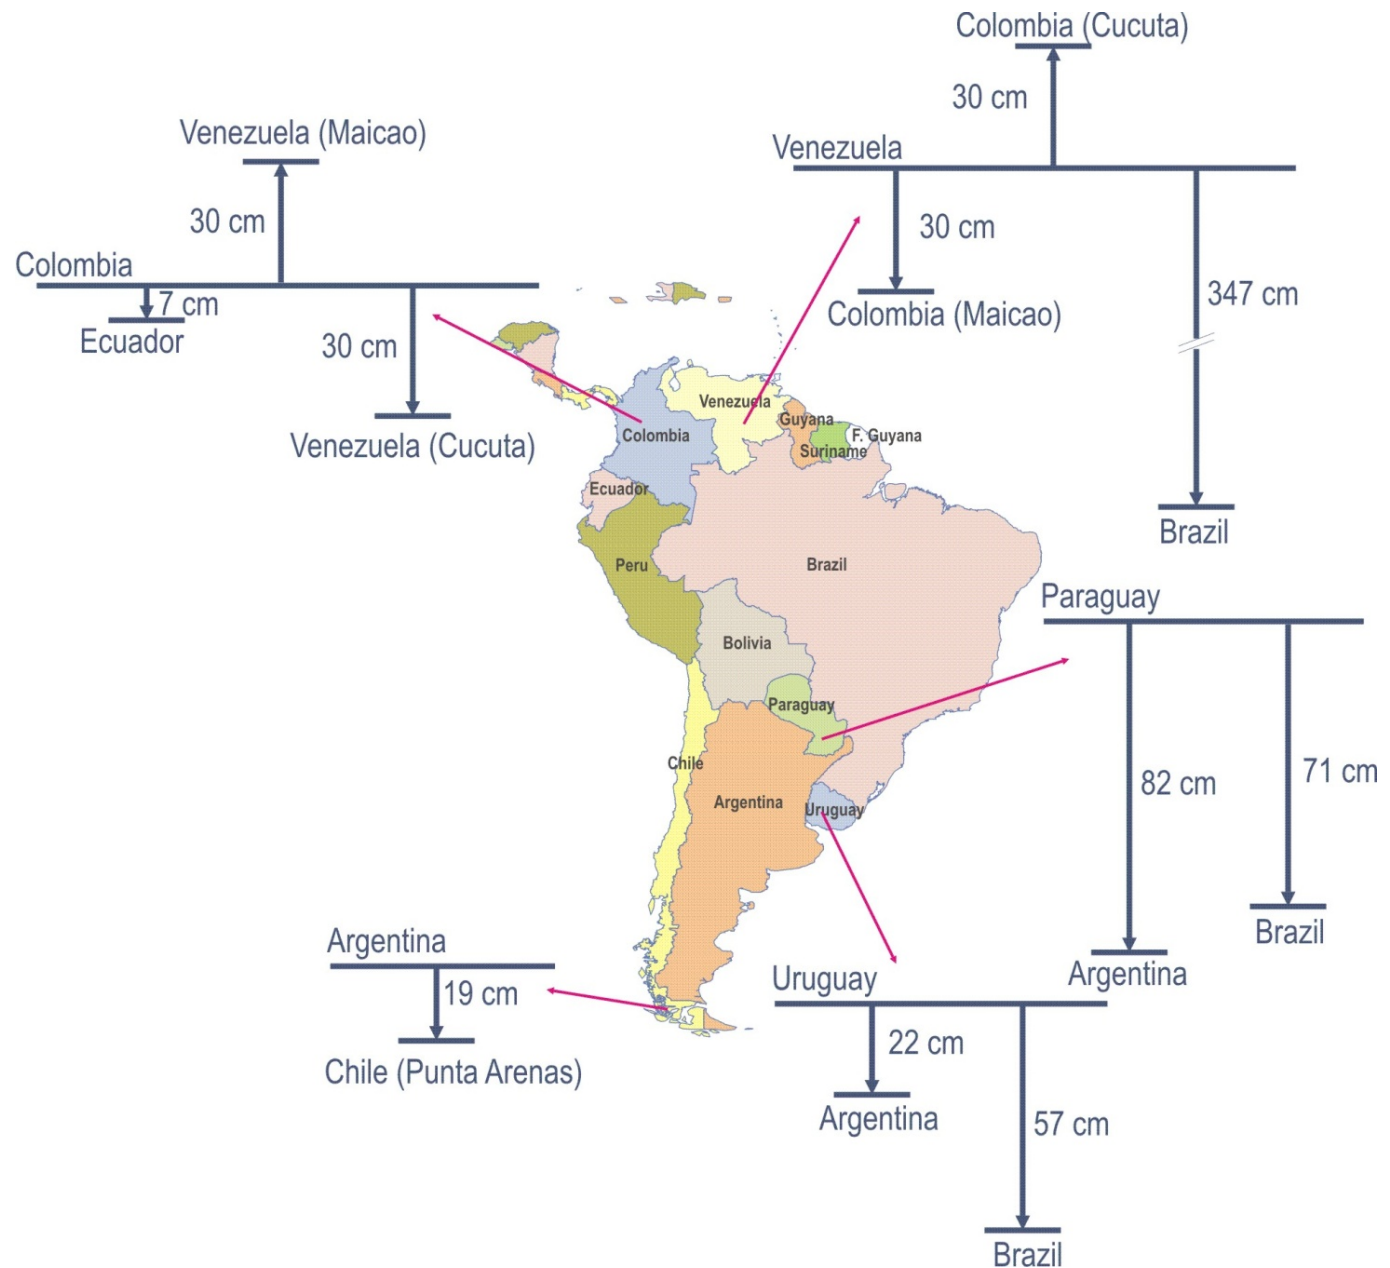 Colombia (Cucuta)
30 cm
Venezuela
30 cm
Colombia (Maicao)
347 cm
Brazil
Venezuela (Maicao)
30 cm
Colombia
7 cm
Ecuador
30 cm
Venezuela (Cucuta)
Venezuela
Guyana
F. Guyana
Suriname
Colombia
Ecuador
Peru
Brazil
Bolivia
Paraguay
Chile
Argentina
Uruguay
Paraguay
82 cm
71 cm
Brazil
Argentina
Argentina
19 cm
Chile (Punta Arenas)
Uruguay
22 cm
Argentina
57 cm
Brazil